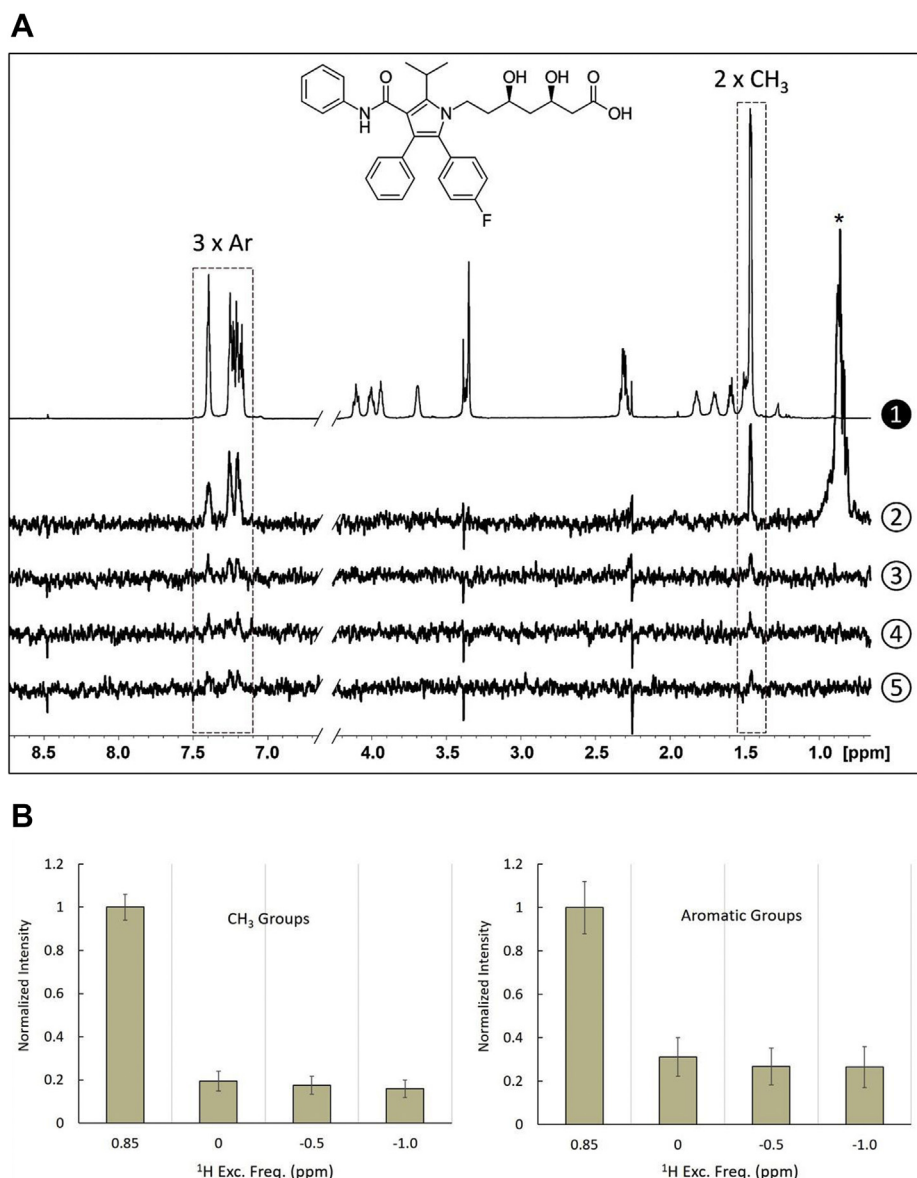 A
OH OH O
O
N
H
N
OH
F
2 x CH₃
3 x Ar
*
1
2
3
4
5
8.5 8.0 7.5 7.0 4.0 3.5 3.0 2.5 2.0 1.5 1.0 [ppm]
B
1.2
1
0.8
0.6
0.4
0.2
0
Normalized Intensity
CH₃ Groups
0.85 0 -0.5 -1.0
¹H Exc. Freq. (ppm)
1.2
1
0.8
0.6
0.4
0.2
0
Normalized Intensity
Aromatic Groups
0.85 0 -0.5 -1.0
¹H Exc. Freq. (ppm)